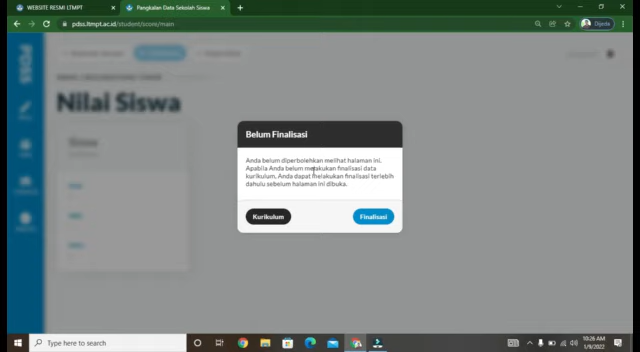 WEBSITE RESMI LTMPT
Pangkalan Data Sekolah Siswa
pdss.ltmpt.ac.id/student/score/main
Dijeda
PDSS
Nilai Siswa
Siswa
Belum Finalisasi
Anda belum diperbolehkan melihat halaman ini.
Apabila Anda belum melakukan finalisasi data
kurikulum. Anda dapat melakukan finalisasi terlebih
dahulu sebelum halaman ini dibuka.
Kurikulum
Finalisasi
Type here to search
10:26 AM
1/9/2022